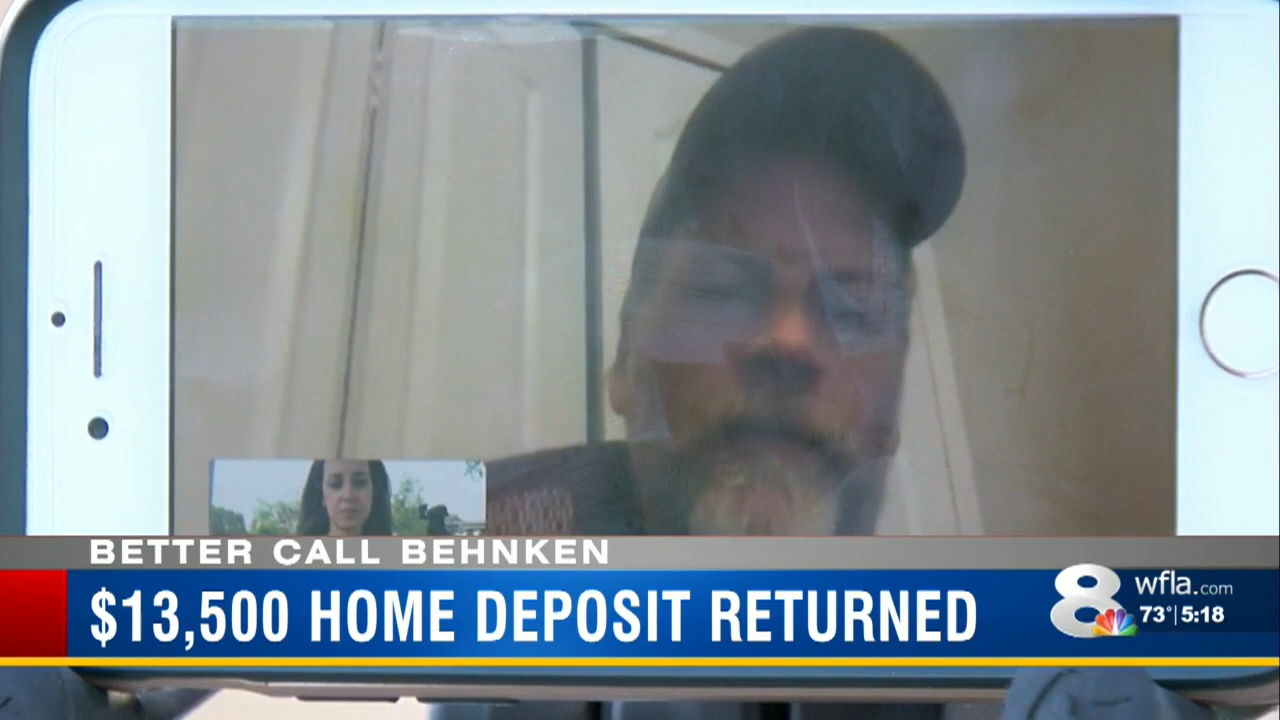 BETTER CALL BEHNKEN
$13,500 HOME DEPOSIT RETURNED
8 wfla.com
73° | 5:18